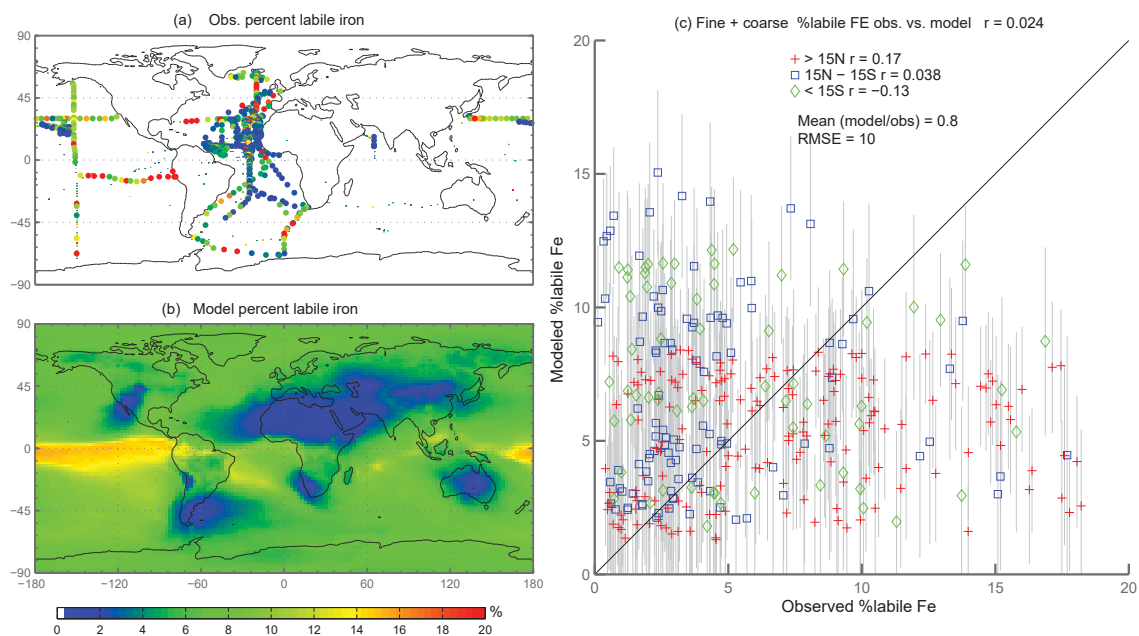 (a) Obs. percent labile iron
90
45
0
−45
−90
(b) Model percent labile iron
90
45
0
−45
−90
−180 −120 −60 0 60 120 180
%
0 2 4 6 8 10 12 14 16 18 20
(c) Fine + coarse %labile FE obs. vs. model r = 0.024
> 15N r = 0.17
15N − 15S r = 0.038
< 15S r = −0.13
Mean (model/obs) = 0.8
RMSE = 10
Modeled %labile Fe
20
15
10
5
0
0 5 10 15 20
Observed %labile Fe